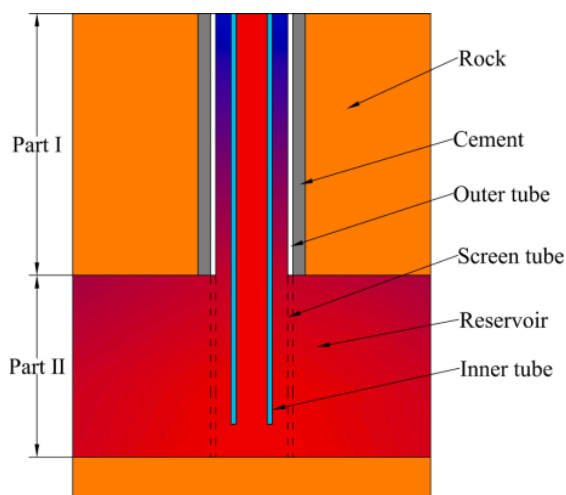 Rock
Part I
Cement
Outer tube
Screen tube
Reservoir
Part II
Inner tube